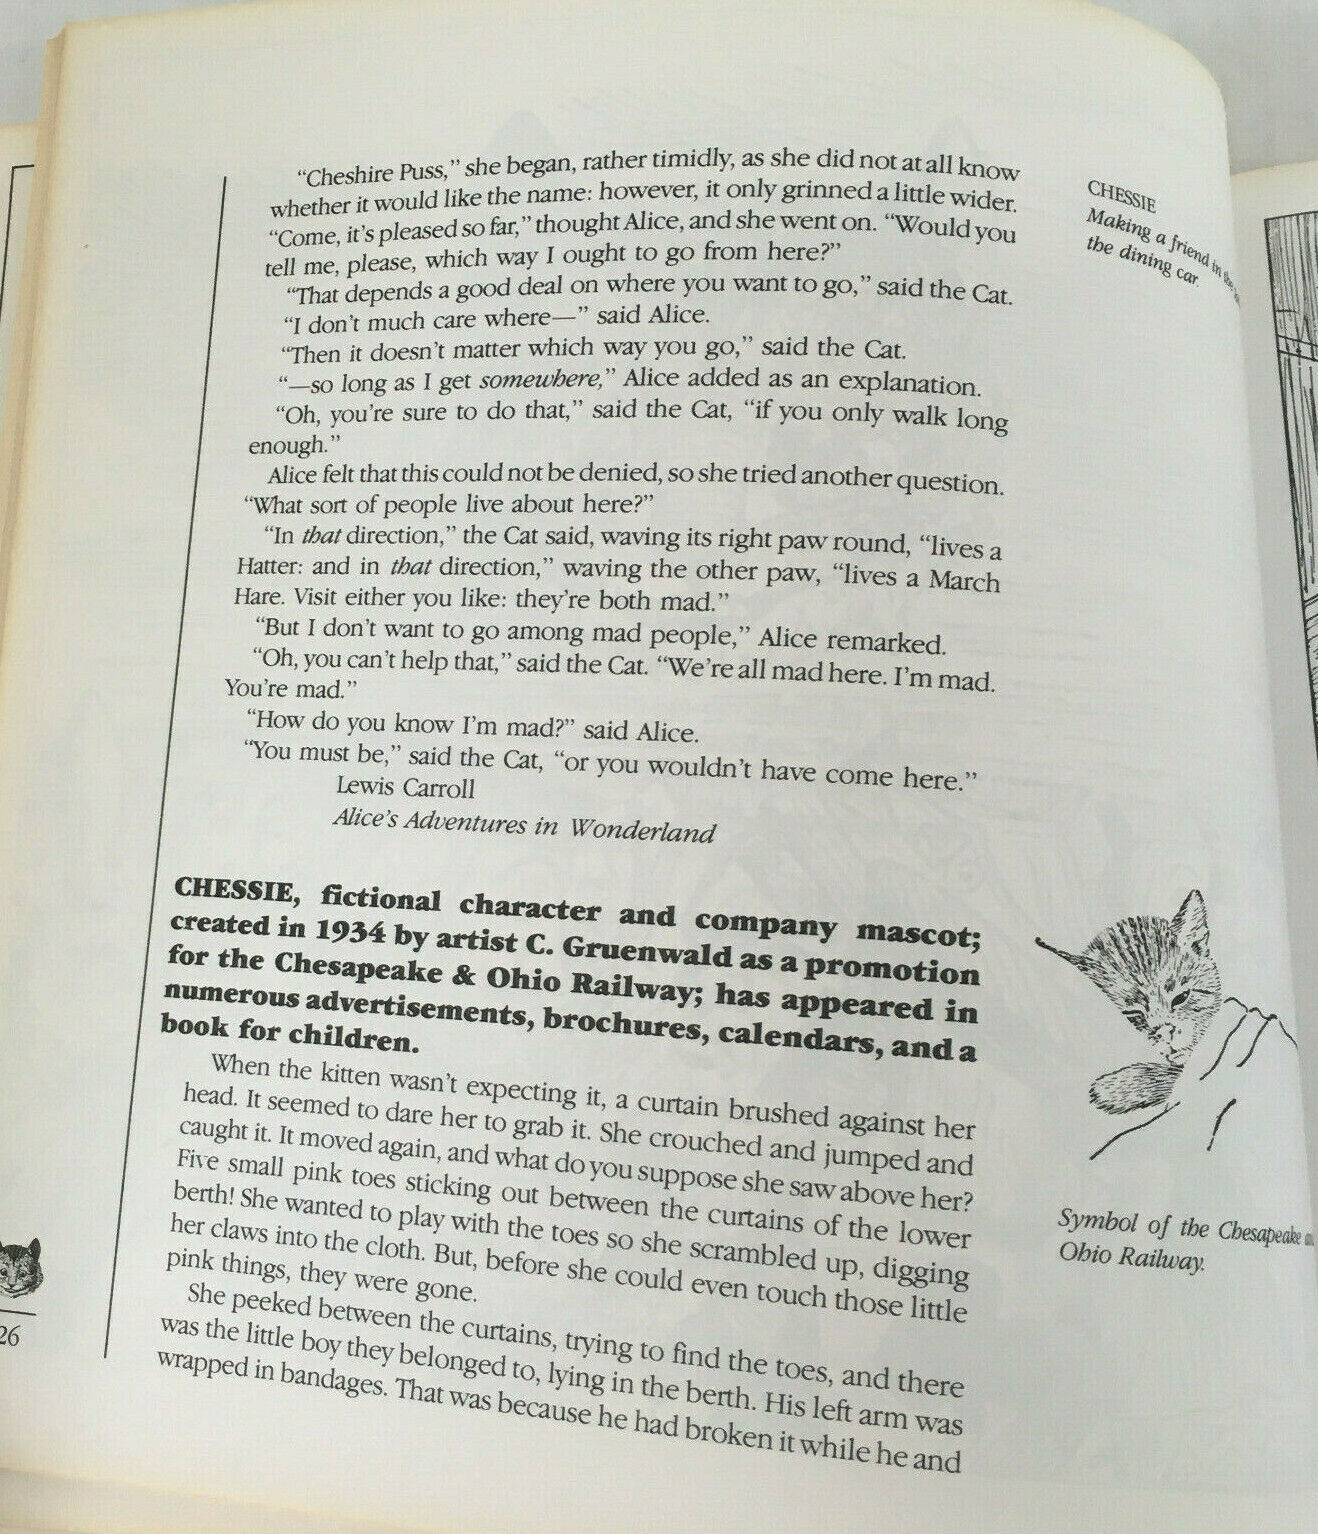 “Cheshire Puss,” she began, rather timidly, as she did not at all know
whether it would like the name: however, it only grinned a little wider.
“Come, it’s pleased so far,” thought Alice, and she went on. “Would you
tell me, please, which way I ought to go from here?”
“That depends a good deal on where you want to go,” said the Cat.
“I don’t much care where—” said Alice.
“Then it doesn’t matter which way you go,” said the Cat.
“—so long as I get somewhere,” Alice added as an explanation.
“Oh, you’re sure to do that,” said the Cat, “if you only walk long
enough.”
Alice felt that this could not be denied, so she tried another question.
“What sort of people live about here?”
“In that direction,” the Cat said, waving its right paw round, “lives a
Hatter: and in that direction,” waving the other paw, “lives a March
Hare. Visit either you like: they’re both mad.”
“But I don’t want to go among mad people,” Alice remarked.
“Oh, you can’t help that,” said the Cat. “We’re all mad here. I’m mad.
You’re mad.”
“How do you know I’m mad?” said Alice.
“You must be,” said the Cat, “or you wouldn’t have come here.”
Lewis Carroll
Alice’s Adventures in Wonderland
CHESSIE, fictional character and company mascot;
created in 1934 by artist C. Gruenwald as a promotion
for the Chesapeake & Ohio Railway; has appeared in
numerous advertisements, brochures, calendars, and a
book for children.
When the kitten wasn’t expecting it, a curtain brushed against her
head. It seemed to dare her to grab it. She crouched and jumped and
caught it. It moved again, and what do you suppose she saw above her?
Five small pink toes sticking out between the curtains of the lower
berth! She wanted to play with the toes so she scrambled up, digging
her claws into the cloth. But, before she could even touch those little
pink things, they were gone.
She peeked between the curtains, trying to find the toes, and there
was the little boy they belonged to, lying in the berth. His left arm was
wrapped in bandages. That was because he had broken it while he and
CHESSIE
Making a friend in
the dining car.
Symbol of the Chesapeake
Ohio Railway.
26